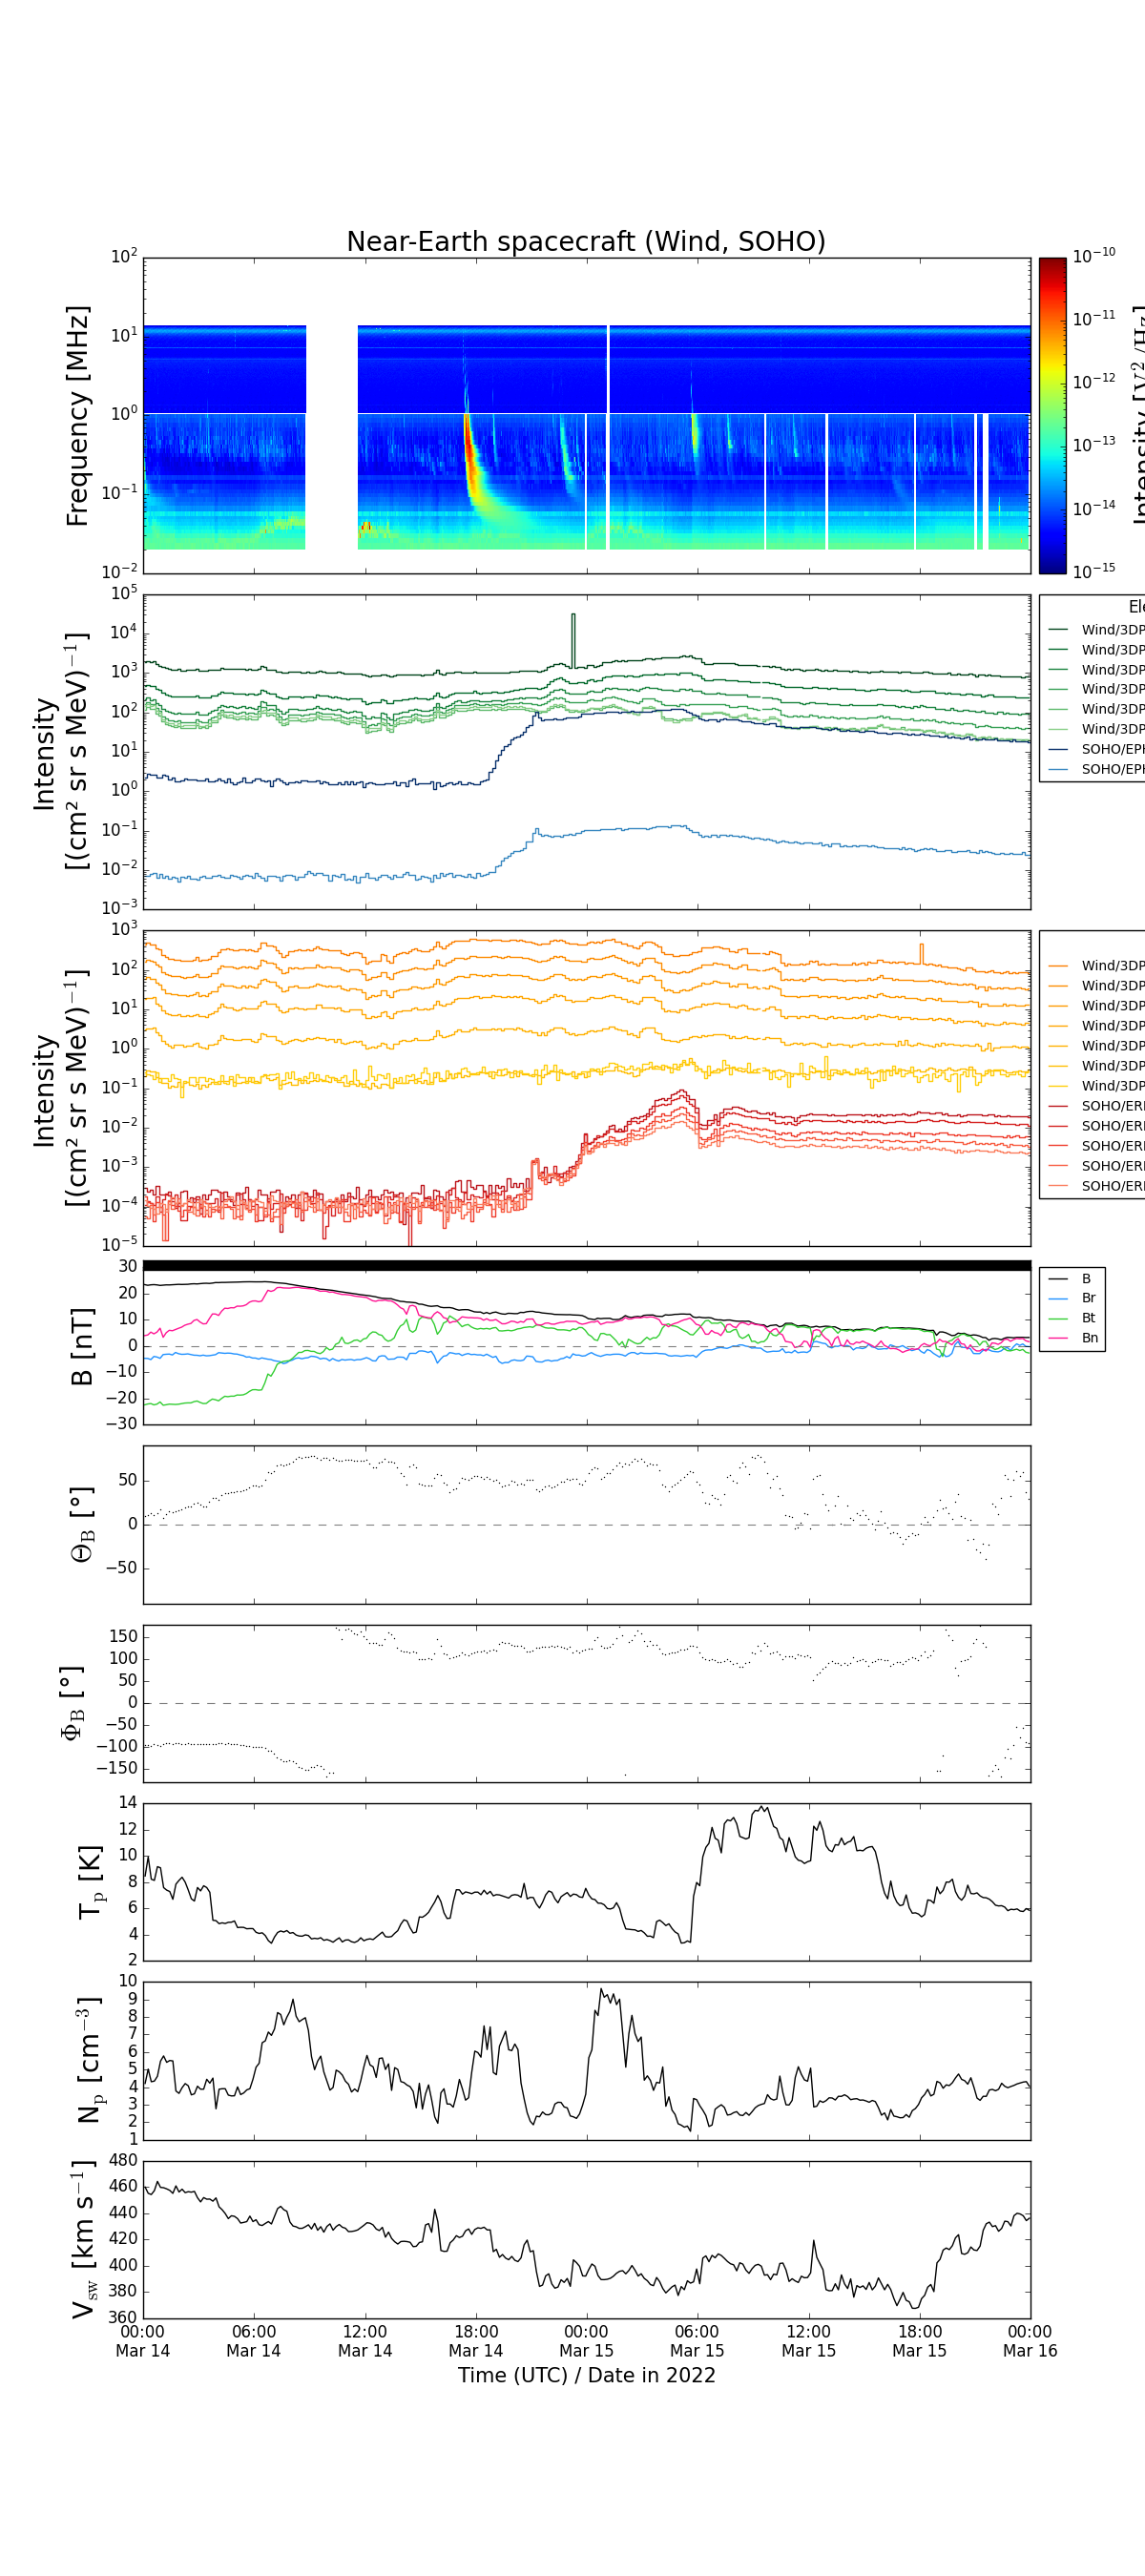 Near-Earth spacecraft (Wind, SOHO)
Frequency [MHz]
10²
10¹
10⁰
10⁻¹
10⁻²
10⁻¹⁰
10⁻¹¹
10⁻¹²
10⁻¹³
10⁻¹⁴
10⁻¹⁵
Intensity [V²/Hz]
Intensity
[(cm² sr s MeV)⁻¹]
10⁵
10⁴
10³
10²
10¹
10⁰
10⁻¹
10⁻²
10⁻³
Wind/3DP
Wind/3DP
Wind/3DP
Wind/3DP
Wind/3DP
Wind/3DP
Intensity
[(cm² sr s MeV)⁻¹]
10³
10²
10¹
10⁰
10⁻¹
10⁻²
10⁻³
10⁻⁴
10⁻⁵
Wind/3DP
Wind/3DP
Wind/3DP
Wind/3DP
Wind/3DP
Wind/3DP
Wind/3DP
B [nT]
30
20
10
0
−10
−20
−30
B
Br
Bt
Bn
Θ_B [°]
50
0
−50
Φ_B [°]
150
100
50
0
−50
−100
−150
T_p [K]
14
12
10
8
6
4
2
N_p [cm⁻³]
10
9
8
7
6
5
4
3
2
1
V_sw [km s⁻¹]
480
460
440
420
400
380
360
00:00 06:00 12:00 18:00 00:00 06:00 12:00 18:00 00:00
Mar 14 Mar 14 Mar 14 Mar 14 Mar 15 Mar 15 Mar 15 Mar 15 Mar 16
Time (UTC) / Date in 2022